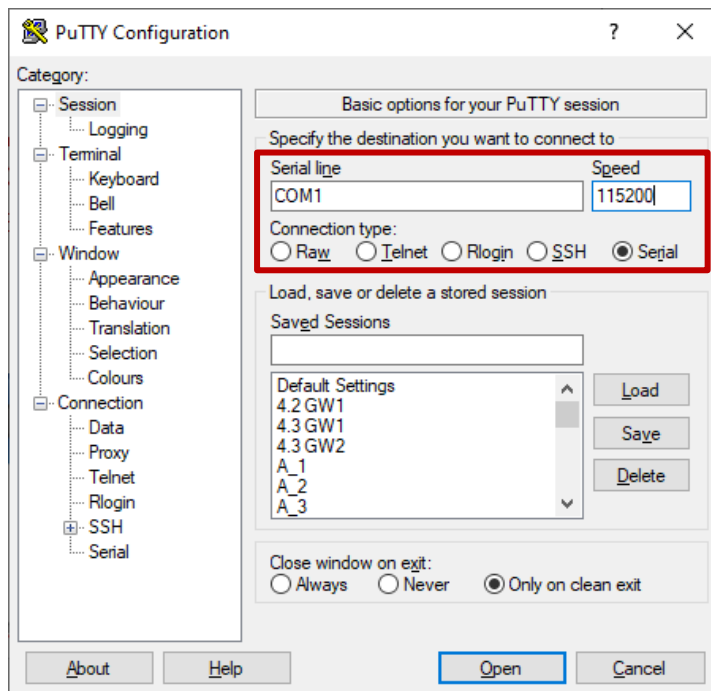 PuTTY Configuration
?
Category:
Session
Logging
Terminal
Keyboard
Bell
Features
Window
Appearance
Behaviour
Translation
Selection
Colours
Connection
Data
Proxy
Telnet
Rlogin
SSH
Serial
Basic options for your PuTTY session
Specify the destination you want to connect to
Serial line Speed
COM1 115200
Connection type:
Raw Telnet Rlogin SSH Serial
Load, save or delete a stored session
Saved Sessions
Default Settings
4.2 GW1
4.3 GW1
4.3 GW2
A_1
A_2
A_3
Load
Save
Delete
Close window on exit:
Always Never Only on clean exit
About Help Open Cancel